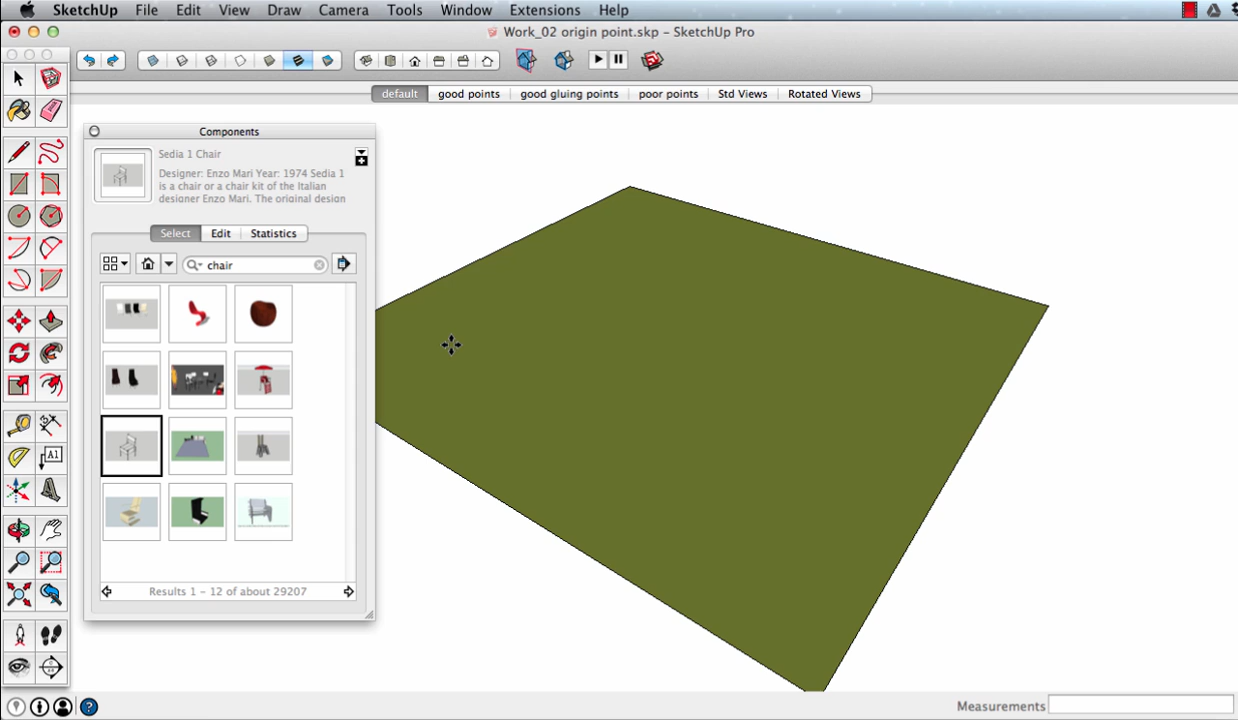 SketchUp File Edit View Draw Camera Tools Window Extensions Help
Work_02 origin point.skp – SketchUp Pro
default good points good gluing points poor points Std Views Rotated Views
Components
Sedia 1 Chair
Designer: Enzo Mari Year: 1974 Sedia 1
is a chair or a chair kit of the Italian
designer Enzo Mari. The original design
Select Edit Statistics
chair
A1
Results 1 - 12 of about 29207
Measurements